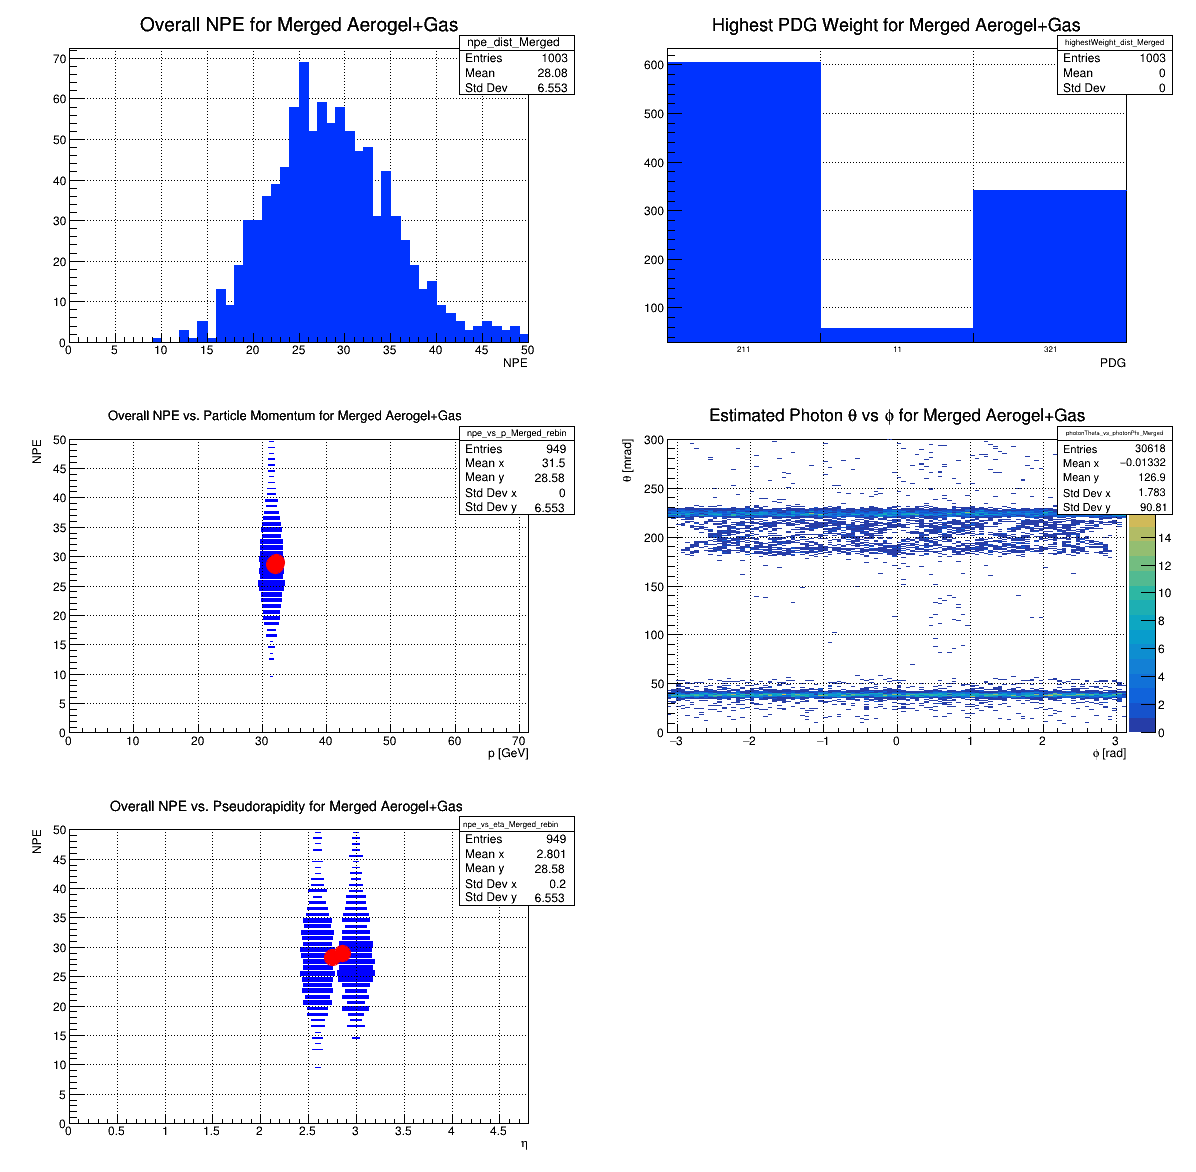 Overall NPE for Merged Aerogel+Gas
npe_dist_Merged
Entries 1003
Mean 28.08
Std Dev 6.553
70
60
50
40
30
20
10
0
0 5 10 15 20 25 30 35 40 45 50
NPE
Highest PDG Weight for Merged Aerogel+Gas
highestWeight_dist_Merged
Entries 1003
Mean 0
Std Dev 0
600
500
400
300
200
100
211 11 321
PDG
Overall NPE vs. Particle Momentum for Merged Aerogel+Gas
npe_vs_p_Merged_rebin
Entries 949
Mean x 31.5
Mean y 28.58
Std Dev x 0
Std Dev y 6.553
NPE
50
45
40
35
30
25
20
15
10
5
0
0 10 20 30 40 50 60 70
p [GeV]
Estimated Photon θ vs ϕ for Merged Aerogel+Gas
photonTheta_vs_photonPhi_Merged
Entries 30618
Mean x −0.01332
Mean y 126.9
Std Dev x 1.783
Std Dev y 90.81
θ [mrad]
300
250
200
150
100
50
0
−3 −2 −1 0 1 2 3
ϕ [rad]
14
12
10
8
6
4
2
0
Overall NPE vs. Pseudorapidity for Merged Aerogel+Gas
npe_vs_eta_Merged_rebin
Entries 949
Mean x 2.801
Mean y 28.58
Std Dev x 0.2
Std Dev y 6.553
NPE
50
45
40
35
30
25
20
15
10
5
0
0 0.5 1 1.5 2 2.5 3 3.5 4 4.5
η